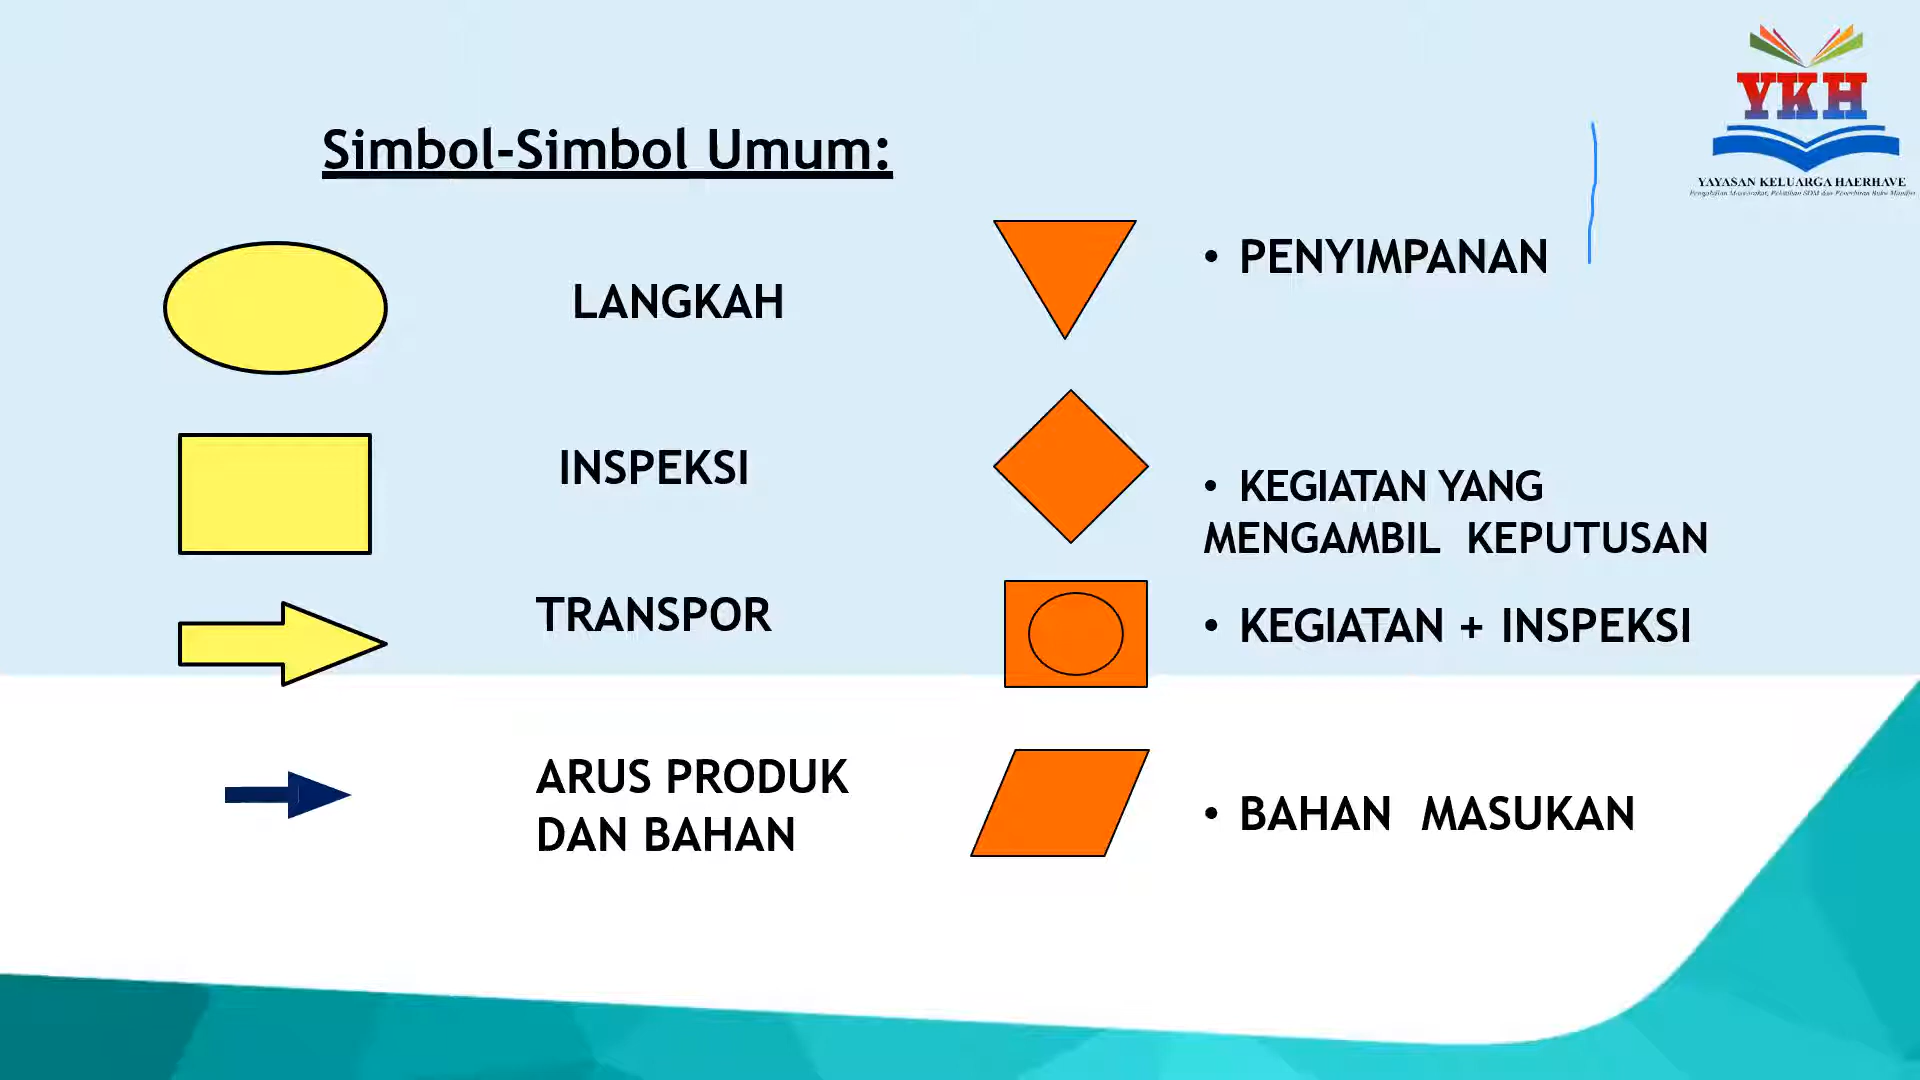 YKH
YAYASAN KELUARGA HAERHAVE
Simbol-Simbol Umum:
LANGKAH
INSPEKSI
TRANSPOR
ARUS PRODUK
DAN BAHAN
• PENYIMPANAN
• KEGIATAN YANG
MENGAMBIL KEPUTUSAN
• KEGIATAN + INSPEKSI
• BAHAN MASUKAN